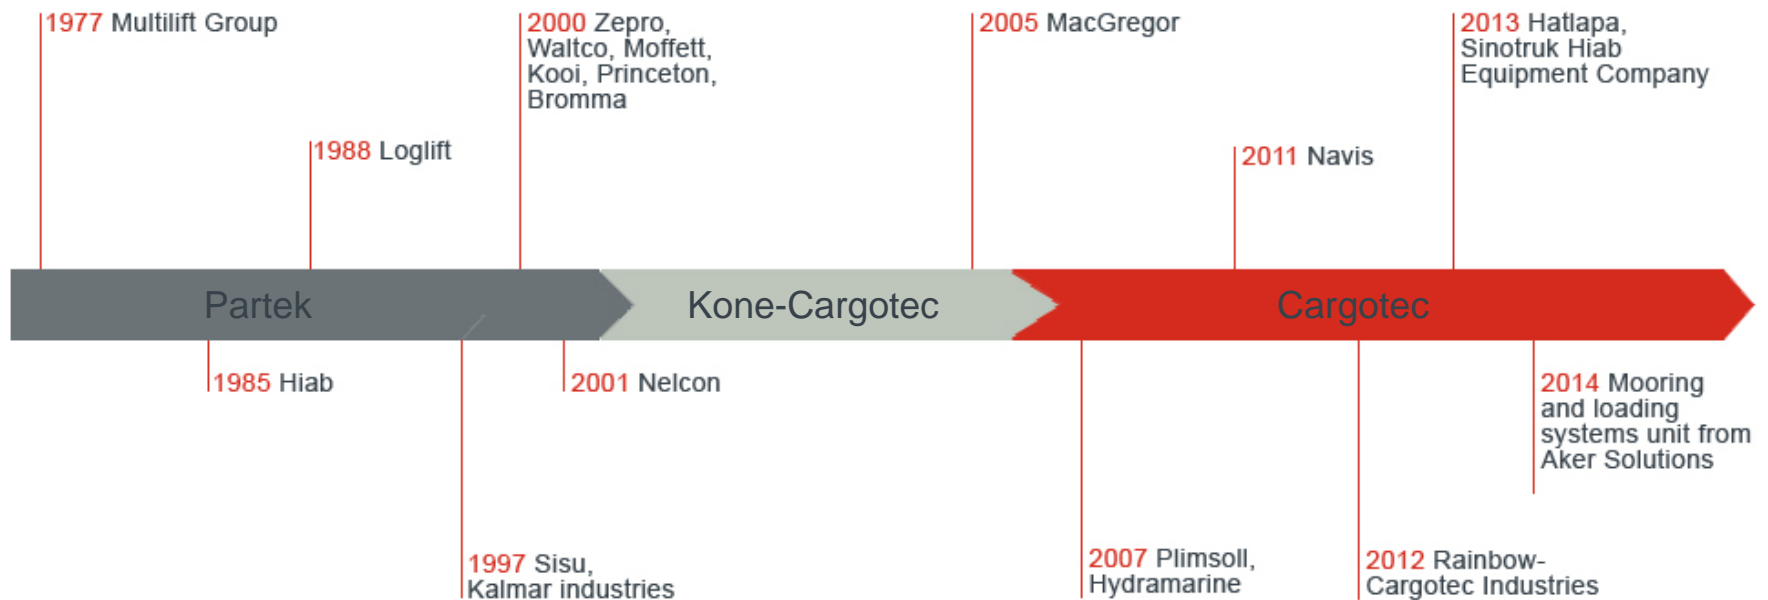 1977 Multilift Group
2000 Zepro,
Waltco, Moffett,
Kooi, Princeton,
Bromma
2005 MacGregor
2013 Hatlapa,
Sinotruk Hiab
Equipment Company
1988 Loglift
2011 Navis
Partek
Kone-Cargotec
Cargotec
1985 Hiab
2001 Nelcon
2014 Mooring
and loading
systems unit from
Aker Solutions
1997 Sisu,
Kalmar industries
2007 Plimsoll,
Hydramarine
2012 Rainbow-
Cargotec Industries